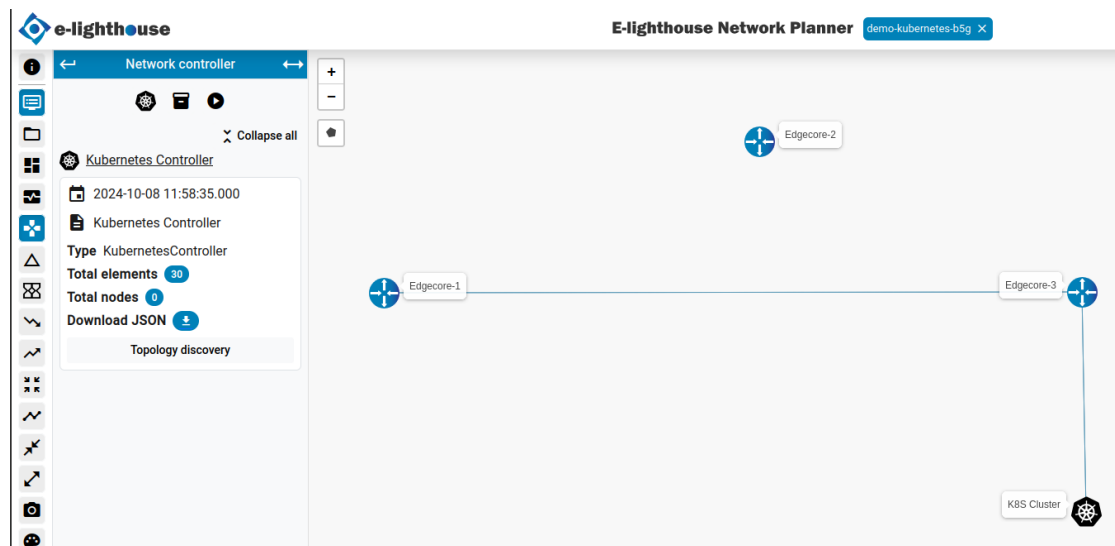 e-lighthouse
E-lighthouse Network Planner
demo-kubernetes-b5g ×
Network controller
Collapse all
Kubernetes Controller
2024-10-08 11:58:35.000
Kubernetes Controller
Type KubernetesController
Total elements 30
Total nodes 0
Download JSON
Topology discovery
+
−
Edgecore-2
Edgecore-1
Edgecore-3
K8S Cluster